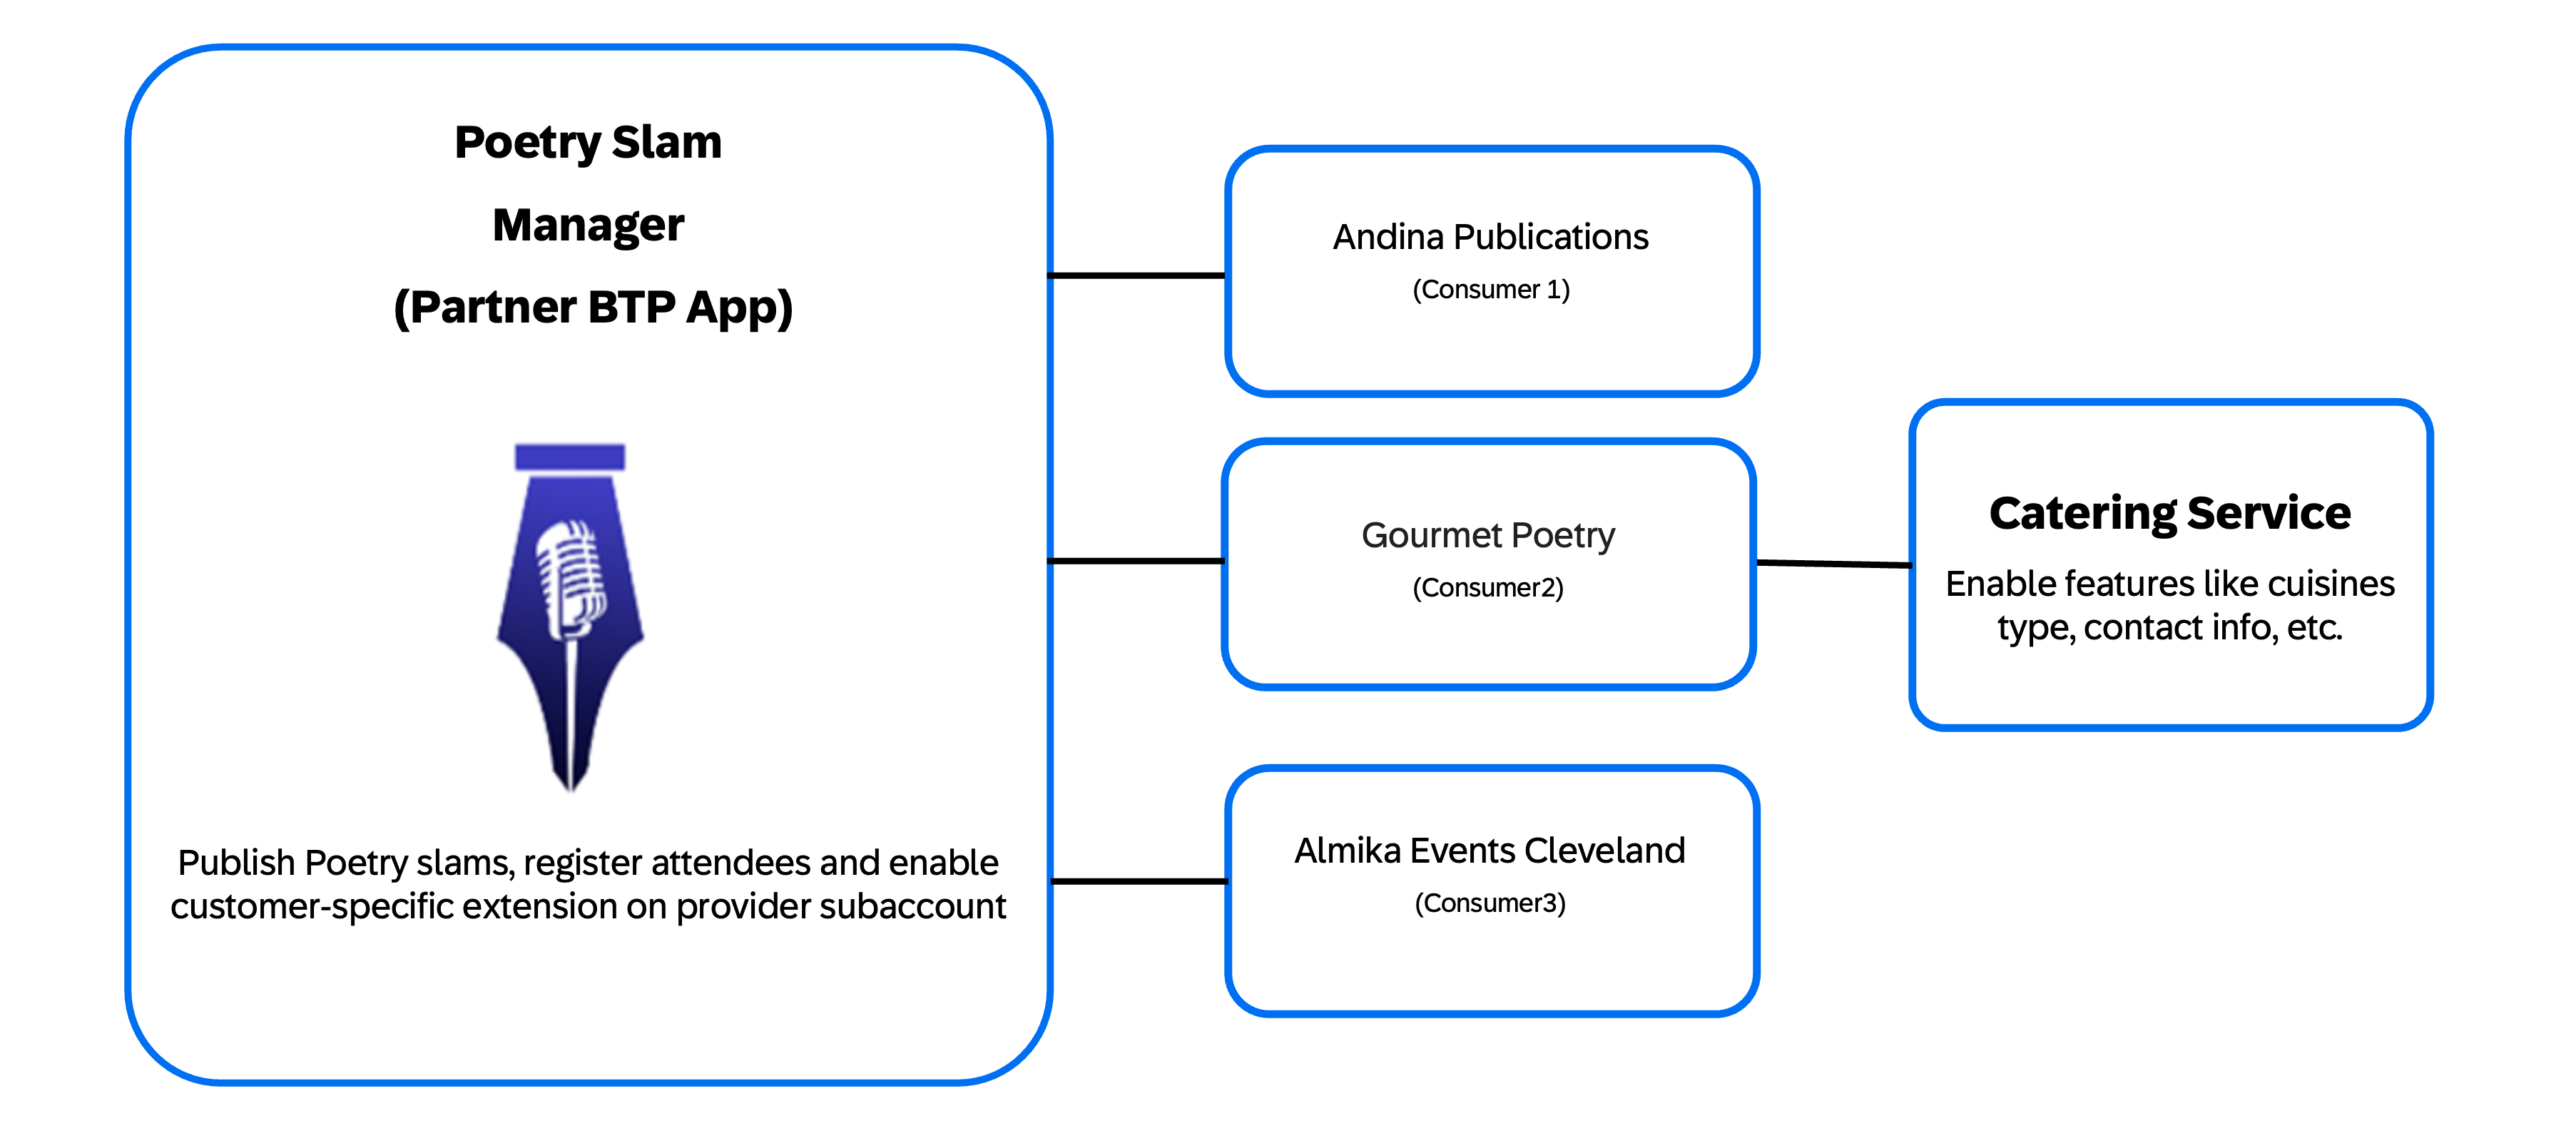 Poetry Slam
Manager
(Partner BTP App)
Publish Poetry slams, register attendees and enable
customer-specific extension on provider subaccount
Andina Publications
(Consumer 1)
Gourmet Poetry
(Consumer2)
Almika Events Cleveland
(Consumer3)
Catering Service
Enable features like cuisines
type, contact info, etc.